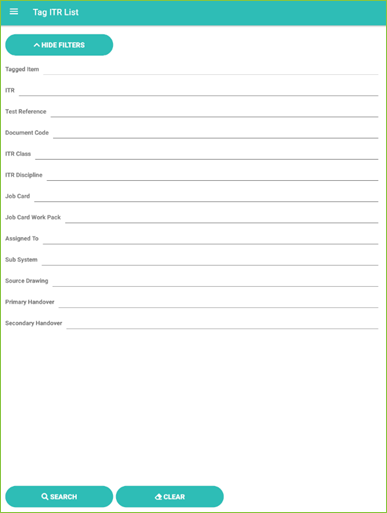 Tag ITR List
HIDE FILTERS
Tagged Item
ITR
Test Reference
Document Code
ITR Class
ITR Discipline
Job Card
Job Card Work Pack
Assigned To
Sub System
Source Drawing
Primary Handover
Secondary Handover
SEARCH CLEAR